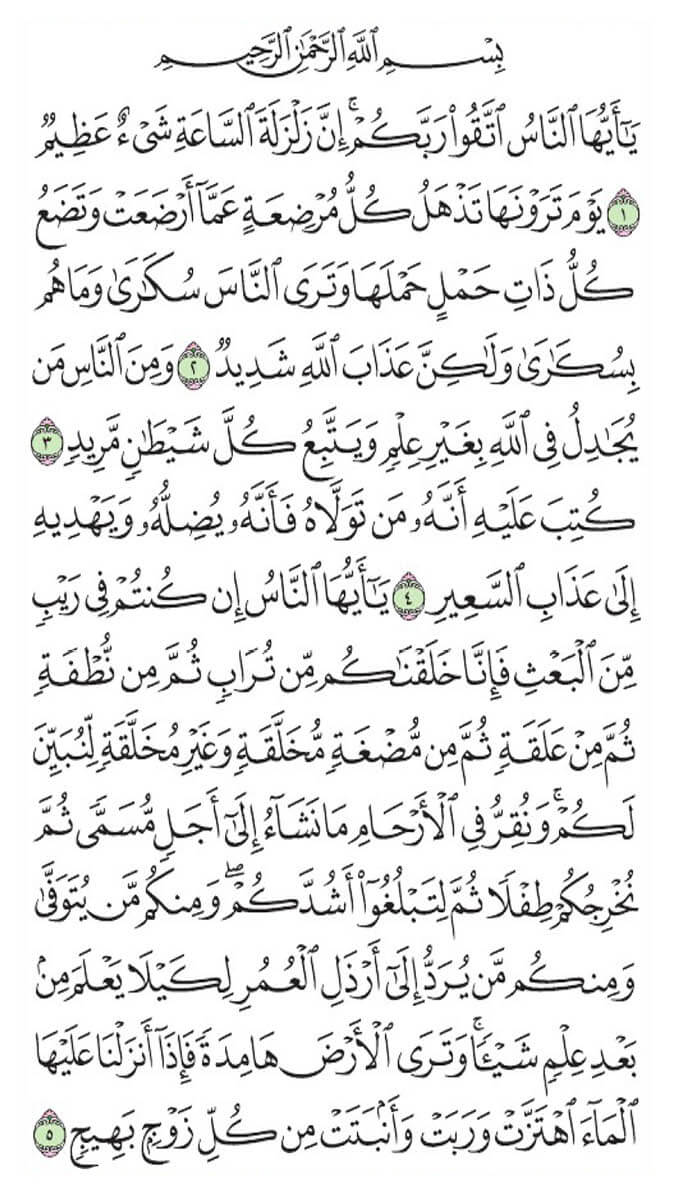 بِسْمِ ٱللَّهِ ٱلرَّحْمَٰنِ ٱلرَّحِيمِ
يَـٰٓأَيُّهَا ٱلنَّاسُ ٱتَّقُوا۟ رَبَّكُمْ ۚ إِنَّ زَلْزَلَةَ ٱلسَّاعَةِ شَىْءٌ عَظِيمٌ
١ يَوْمَ تَرَوْنَهَا تَذْهَلُ كُلُّ مُرْضِعَةٍ عَمَّآ أَرْضَعَتْ وَتَضَعُ
كُلُّ ذَاتِ حَمْلٍ حَمْلَهَا وَتَرَى ٱلنَّاسَ سُكَـٰرَىٰ وَمَا هُم
بِسُكَـٰرَىٰ وَلَـٰكِنَّ عَذَابَ ٱللَّهِ شَدِيدٌ ٢ وَمِنَ ٱلنَّاسِ مَن
يُجَـٰدِلُ فِى ٱللَّهِ بِغَيْرِ عِلْمٍ وَيَتَّبِعُ كُلَّ شَيْطَـٰنٍ مَّرِيدٍ ٣
كُتِبَ عَلَيْهِ أَنَّهُۥ مَن تَوَلَّاهُ فَأَنَّهُۥ يُضِلُّهُۥ وَيَهْدِيهِ
إِلَىٰ عَذَابِ ٱلسَّعِيرِ ٤ يَـٰٓأَيُّهَا ٱلنَّاسُ إِن كُنتُمْ فِى رَيْبٍ
مِّنَ ٱلْبَعْثِ فَإِنَّا خَلَقْنَـٰكُم مِّن تُرَابٍ ثُمَّ مِن نُّطْفَةٍ
ثُمَّ مِنْ عَلَقَةٍ ثُمَّ مِن مُّضْغَةٍ مُّخَلَّقَةٍ وَغَيْرِ مُخَلَّقَةٍ لِّنُبَيِّنَ
لَكُمْ ۚ وَنُقِرُّ فِى ٱلْأَرْحَامِ مَا نَشَآءُ إِلَىٰٓ أَجَلٍ مُّسَمًّى ثُمَّ
نُخْرِجُكُمْ طِفْلًا ثُمَّ لِتَبْلُغُوٓا۟ أَشُدَّكُمْ ۖ وَمِنكُم مَّن يُتَوَفَّىٰ
وَمِنكُم مَّن يُرَدُّ إِلَىٰٓ أَرْذَلِ ٱلْعُمُرِ لِكَيْلَا يَعْلَمَ مِنۢ
بَعْدِ عِلْمٍ شَيْـًٔا ۚ وَتَرَى ٱلْأَرْضَ هَامِدَةً فَإِذَآ أَنزَلْنَا عَلَيْهَا
ٱلْمَآءَ ٱهْتَزَّتْ وَرَبَتْ وَأَنۢبَتَتْ مِن كُلِّ زَوْجٍۭ بَهِيجٍ ٥